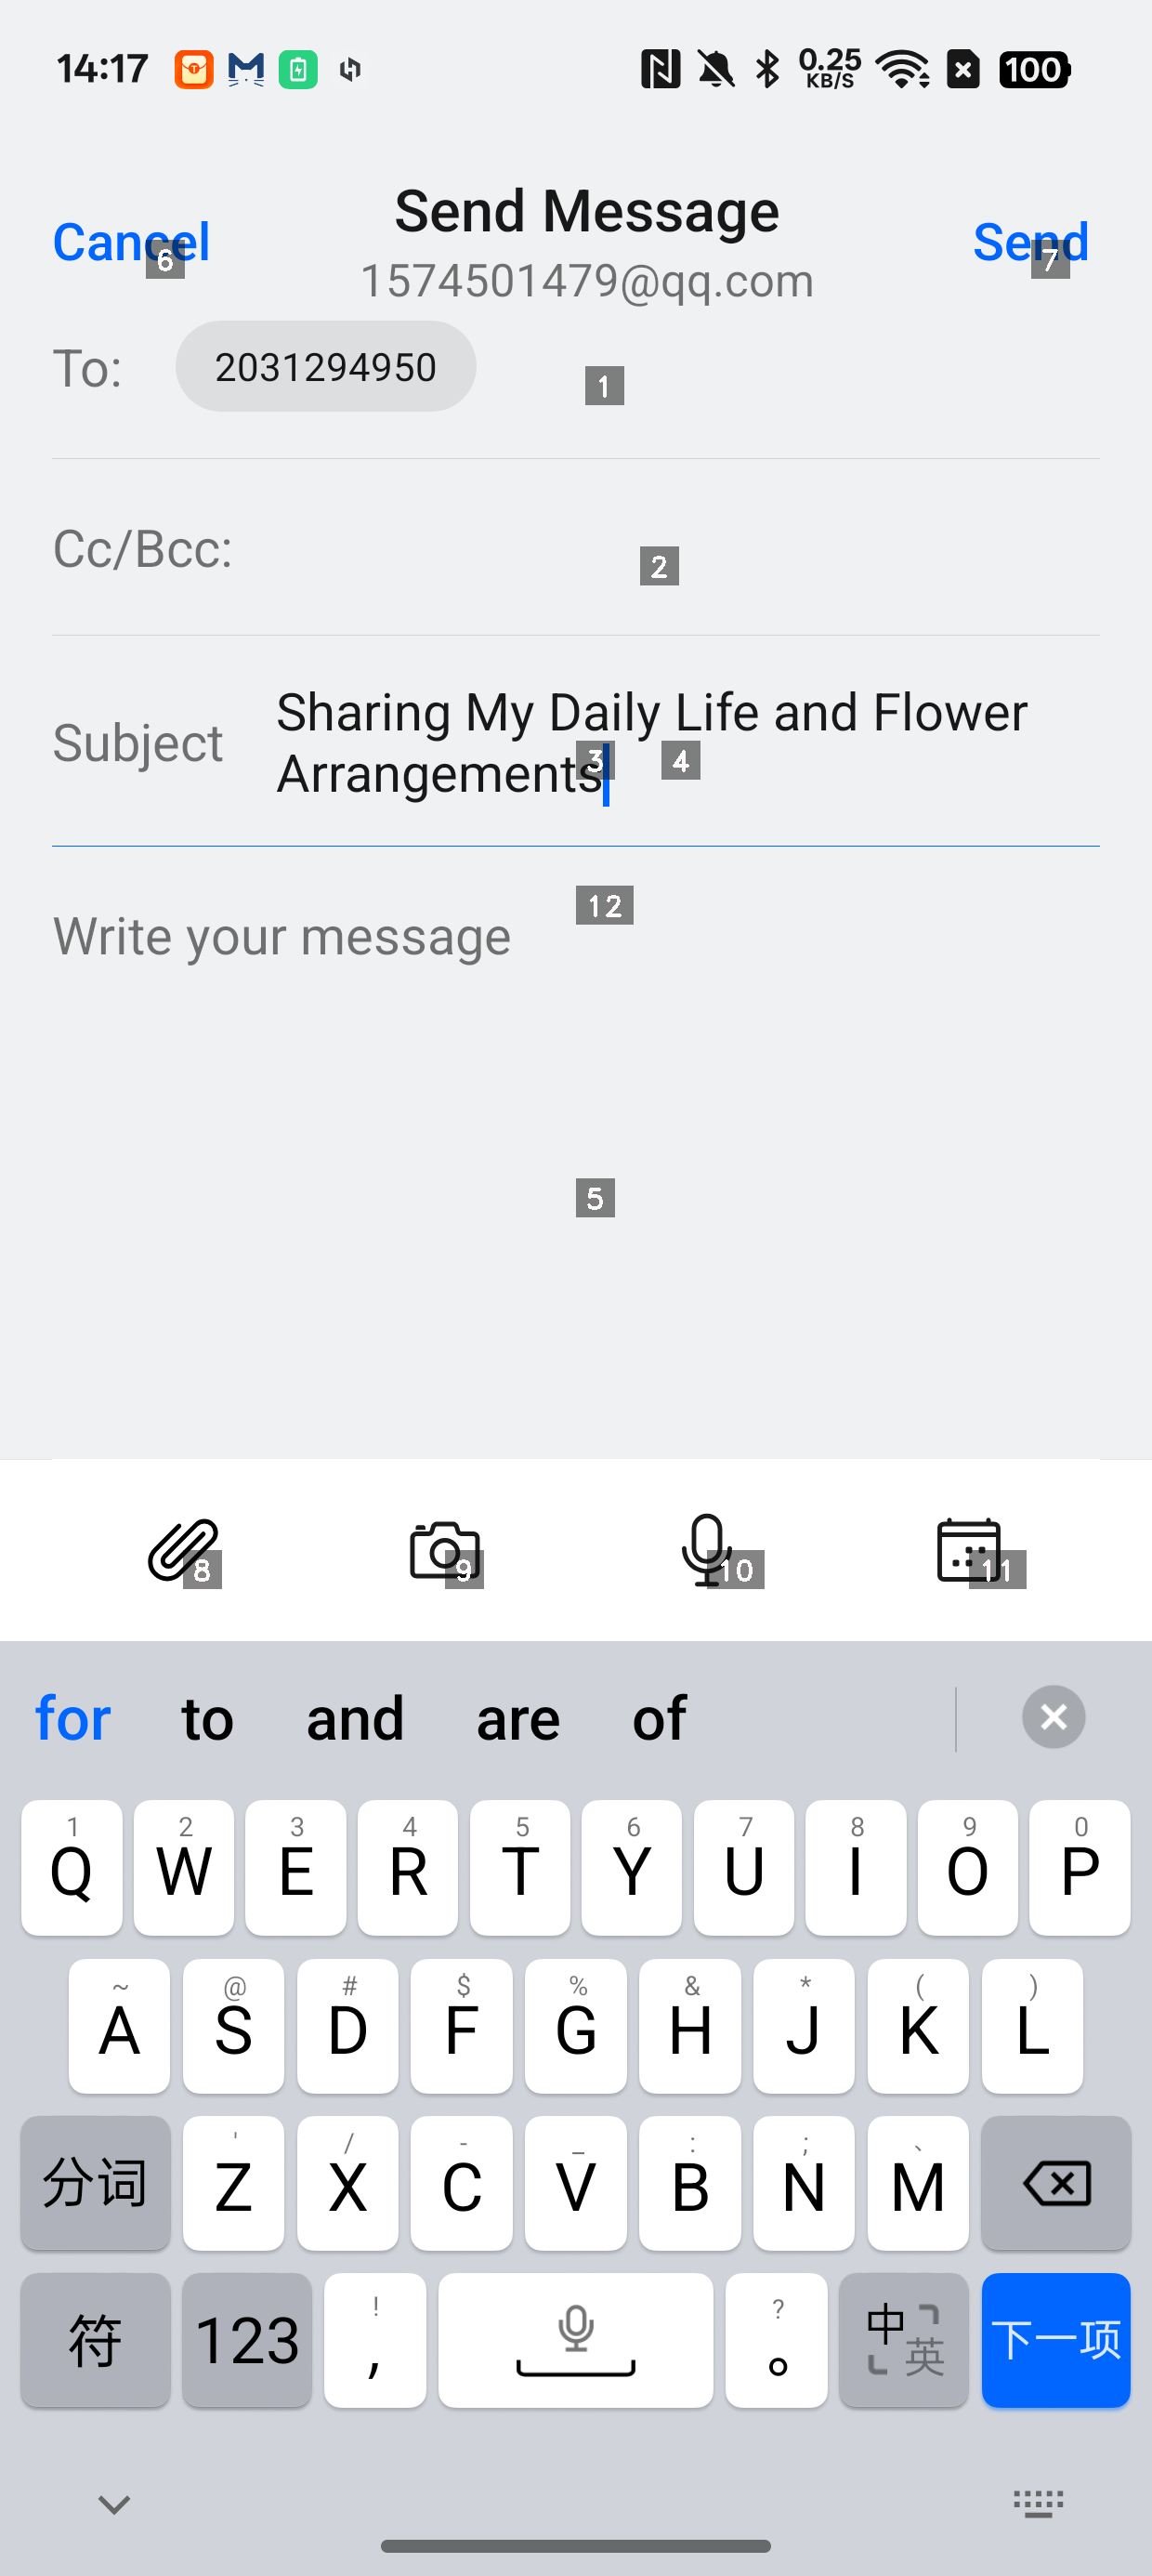 14:17
0.25
KB/S
100
Cancel
Send Message
Send
6
7
1574501479@qq.com
To:
2031294950
1
Cc/Bcc:
2
Subject
Sharing My Daily Life and Flower
Arrangements
3
4
12
Write your message
5
8
9
10
11
for to and are of
1 2 3 4 5 6 7 8 9 0
Q W E R T Y U I O P
~ @ # $ % & * ( )
A S D F G H J K L
' / - _ : ; 、
分词 Z X C V B N M
! ?
符 123 , 。 中 英 下一项